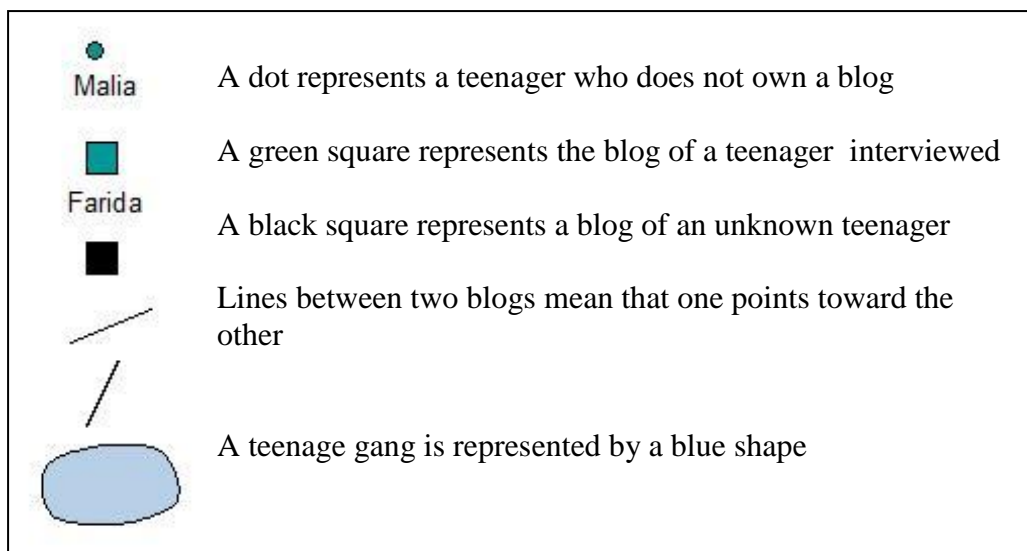 Malia
A dot represents a teenager who does not own a blog
A green square represents the blog of a teenager interviewed
Farida
A black square represents a blog of an unknown teenager
Lines between two blogs mean that one points toward the
other
A teenage gang is represented by a blue shape